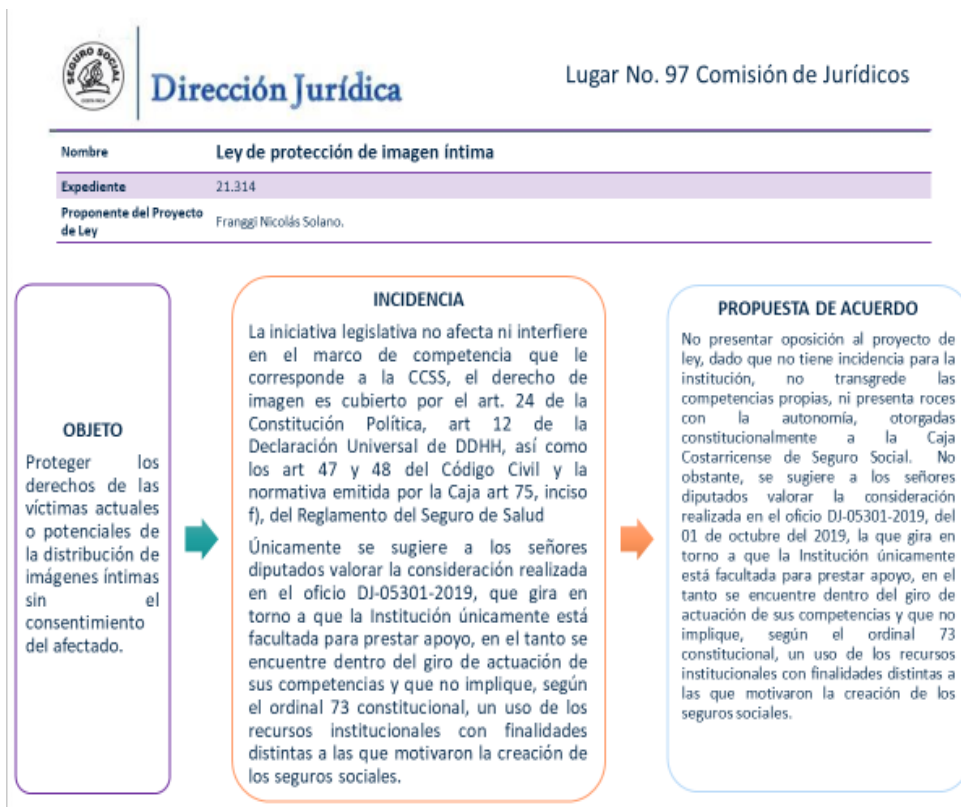 SEGURO SOCIAL
COSTA RICA
Dirección Jurídica
Lugar No. 97 Comisión de Jurídicos
Nombre Ley de protección de imagen íntima
Expediente 21.314
Proponente del Proyecto
de Ley Franggi Nicolás Solano.
OBJETO
Proteger los
derechos de las
víctimas actuales
o potenciales de
la distribución de
imágenes íntimas
sin el
consentimiento
del afectado.
INCIDENCIA
La iniciativa legislativa no afecta ni interfiere
en el marco de competencia que le
corresponde a la CCSS, el derecho de
imagen es cubierto por el art. 24 de la
Constitución Política, art 12 de la
Declaración Universal de DDHH, así como
los art 47 y 48 del Código Civil y la
normativa emitida por la Caja art 75, inciso
f), del Reglamento del Seguro de Salud
Únicamente se sugiere a los señores
diputados valorar la consideración realizada
en el oficio DJ-05301-2019, que gira en
torno a que la Institución únicamente está
facultada para prestar apoyo, en el tanto se
encuentre dentro del giro de actuación de
sus competencias y que no implique, según
el ordinal 73 constitucional, un uso de los
recursos institucionales con finalidades
distintas a las que motivaron la creación de
los seguros sociales.
PROPUESTA DE ACUERDO
No presentar oposición al proyecto de
ley, dado que no tiene incidencia para la
institución, no transgrede las
competencias propias, ni presenta roces
con la autonomía, otorgadas
constitucionalmente a la Caja
Costarricense de Seguro Social. No
obstante, se sugiere a los señores
diputados valorar la consideración
realizada en el oficio DJ-05301-2019, del
01 de octubre del 2019, la que gira en
torno a que la Institución únicamente
está facultada para prestar apoyo, en el
tanto se encuentre dentro del giro de
actuación de sus competencias y que no
implique, según el ordinal 73
constitucional, un uso de los recursos
institucionales con finalidades distintas a
las que motivaron la creación de los
seguros sociales.